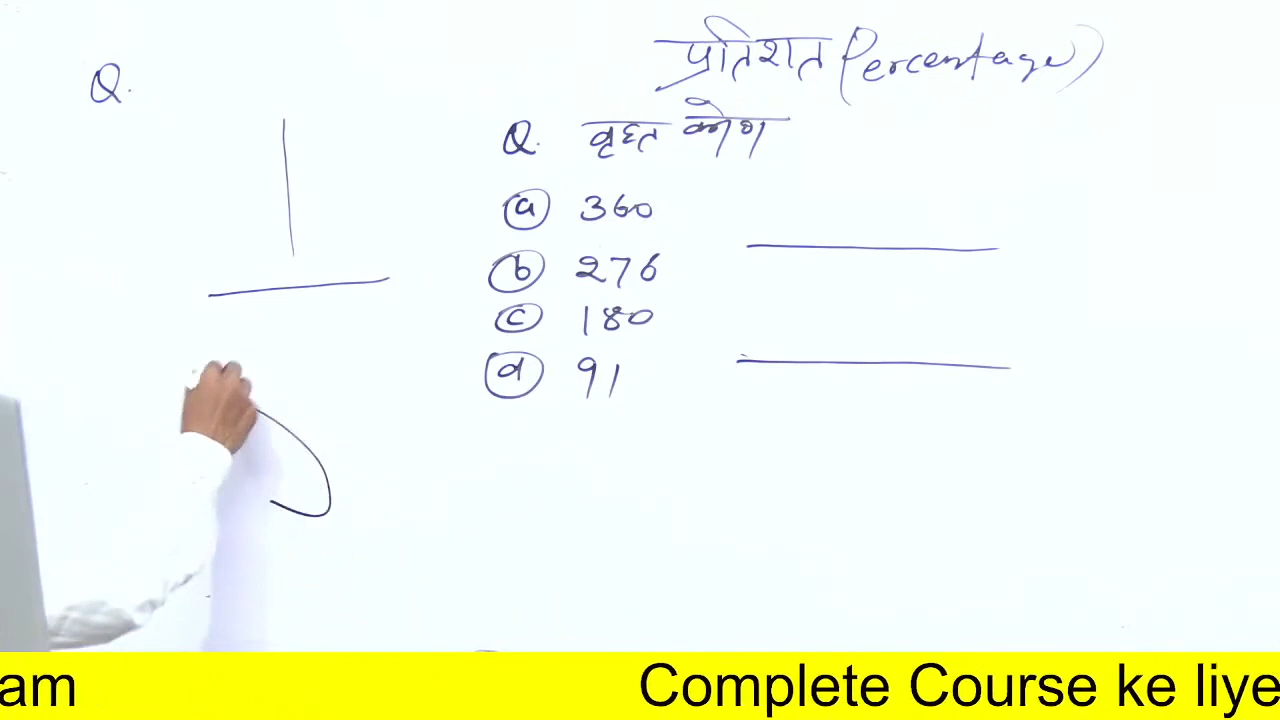 प्रतिशत (Percentage)
Q.
Q. वृहत कोण
(a) 360
(b) 276
(c) 180
(d) 91
am Complete Course ke liye